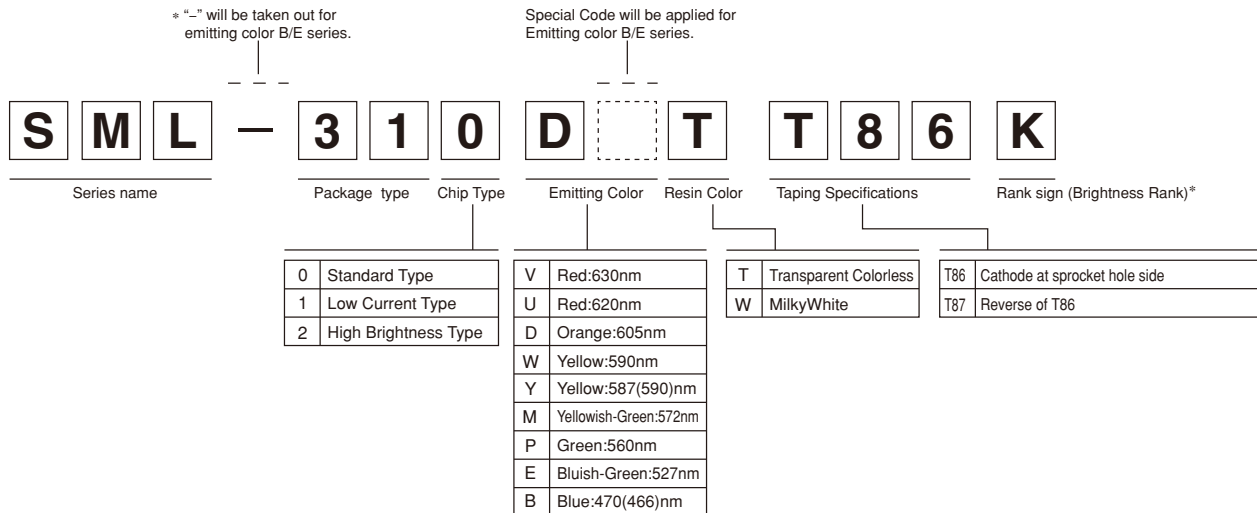 * “–” will be taken out for
emitting color B/E series.
Special Code will be applied for
Emitting color B/E series.
S M L – 3 1 0 D T T 8 6 K
Series name
Package type
Chip Type
Emitting Color
Resin Color
Taping Specifications
Rank sign (Brightness Rank)*
0 Standard Type
1 Low Current Type
2 High Brightness Type
V Red:630nm
U Red:620nm
D Orange:605nm
W Yellow:590nm
Y Yellow:587(590)nm
M Yellowish-Green:572nm
P Green:560nm
E Bluish-Green:527nm
B Blue:470(466)nm
T Transparent Colorless
W MilkyWhite
T86 Cathode at sprocket hole side
T87 Reverse of T86